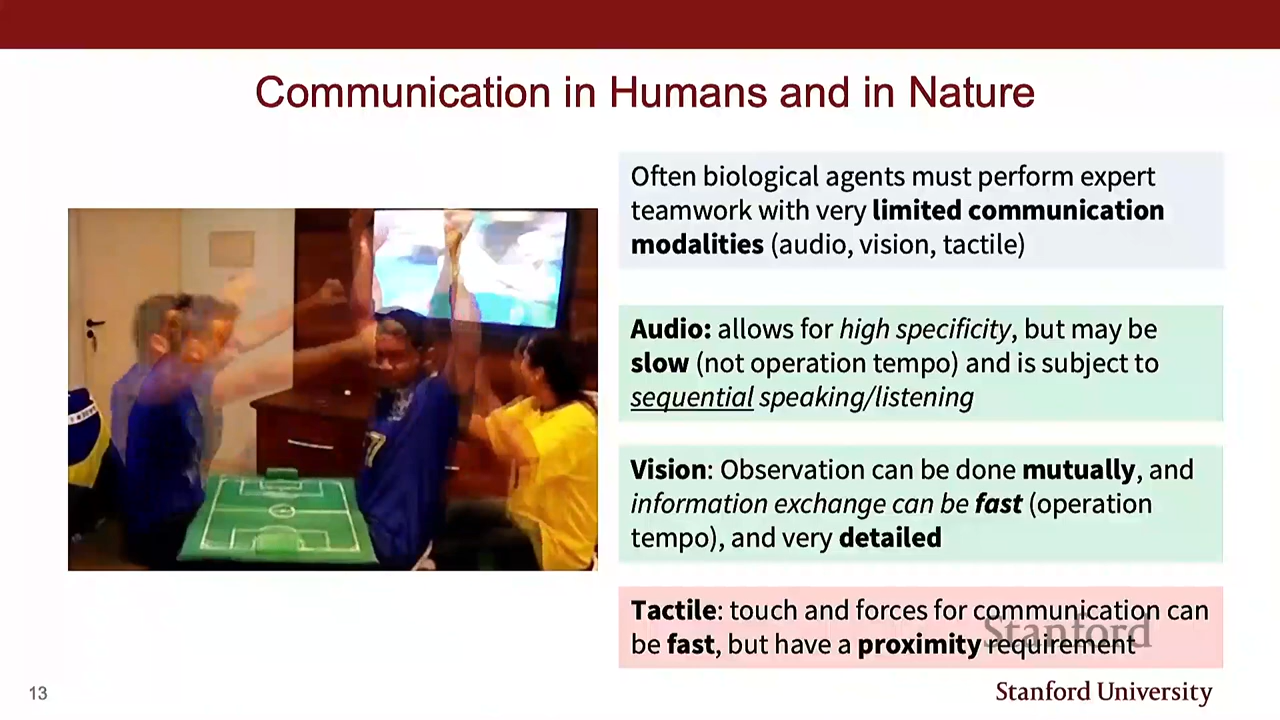 Communication in Humans and in Nature
Often biological agents must perform expert
teamwork with very limited communication
modalities (audio, vision, tactile)
Audio: allows for high specificity, but may be
slow (not operation tempo) and is subject to
sequential speaking/listening
Vision: Observation can be done mutually, and
information exchange can be fast (operation
tempo), and very detailed
Tactile: touch and forces for communication can
be fast, but have a proximity requirement
Stanford
7
13
Stanford University